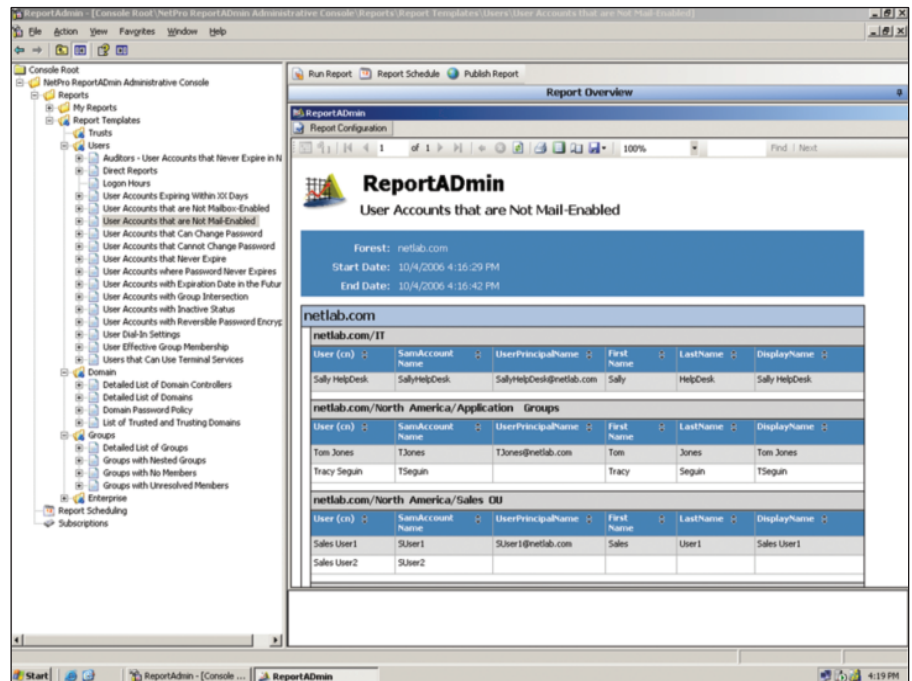 ReportADmin - [Console Root\NetPro ReportADmin Administrative Console\Reports\Report Templates\Users\User Accounts that are Not Mail-Enabled]
File Action View Favorites Window Help
Console Root
NetPro ReportADmin Administrative Console
Reports
My Reports
Report Templates
Trusts
Users
Auditors - User Accounts that Never Expire in N
Direct Reports
Logon Hours
User Accounts Expiring Within XX Days
User Accounts that are Not Mailbox-Enabled
User Accounts that are Not Mail-Enabled
User Accounts that Can Change Password
User Accounts that Cannot Change Password
User Accounts that Never Expire
User Accounts where Password Never Expires
User Accounts with Expiration Date in the Futur
User Accounts with Group Intersection
User Accounts with Inactive Status
User Accounts with Reversible Password Encryp
User Dial-In Settings
User Effective Group Membership
Users that Can Use Terminal Services
Domain
Detailed List of Domain Controllers
Detailed List of Domains
Domain Password Policy
List of Trusted and Trusting Domains
Groups
Detailed List of Groups
Groups with Nested Groups
Groups with No Members
Groups with Unresolved Members
Enterprise
Report Scheduling
Subscriptions
Run Report Report Schedule Publish Report
Report Overview
ReportADmin
Report Configuration
1 of 1 100% Find | Next
ReportADmin
User Accounts that are Not Mail-Enabled
Forest: netlab.com
Start Date: 10/4/2006 4:16:29 PM
End Date: 10/4/2006 4:16:42 PM
netlab.com
netlab.com/IT
User (cn) SamAccount Name UserPrincipalName First Name LastName DisplayName
Sally HelpDesk SallyHelpDesk SallyHelpDesk@netlab.com Sally HelpDesk Sally HelpDesk
netlab.com/North America/Application Groups
User (cn) SamAccount Name UserPrincipalName First Name LastName DisplayName
Tom Jones TJones TJones@netlab.com Tom Jones Tom Jones
Tracy Seguin TSeguin Tracy Seguin TSeguin
netlab.com/North America/Sales OU
User (cn) SamAccount Name UserPrincipalName First Name LastName DisplayName
Sales User1 SUser1 SUser1@netlab.com Sales User1 Sales User1
Sales User2 SUser2
Start ReportADmin - [Console ... ReportADmin 4:19 PM